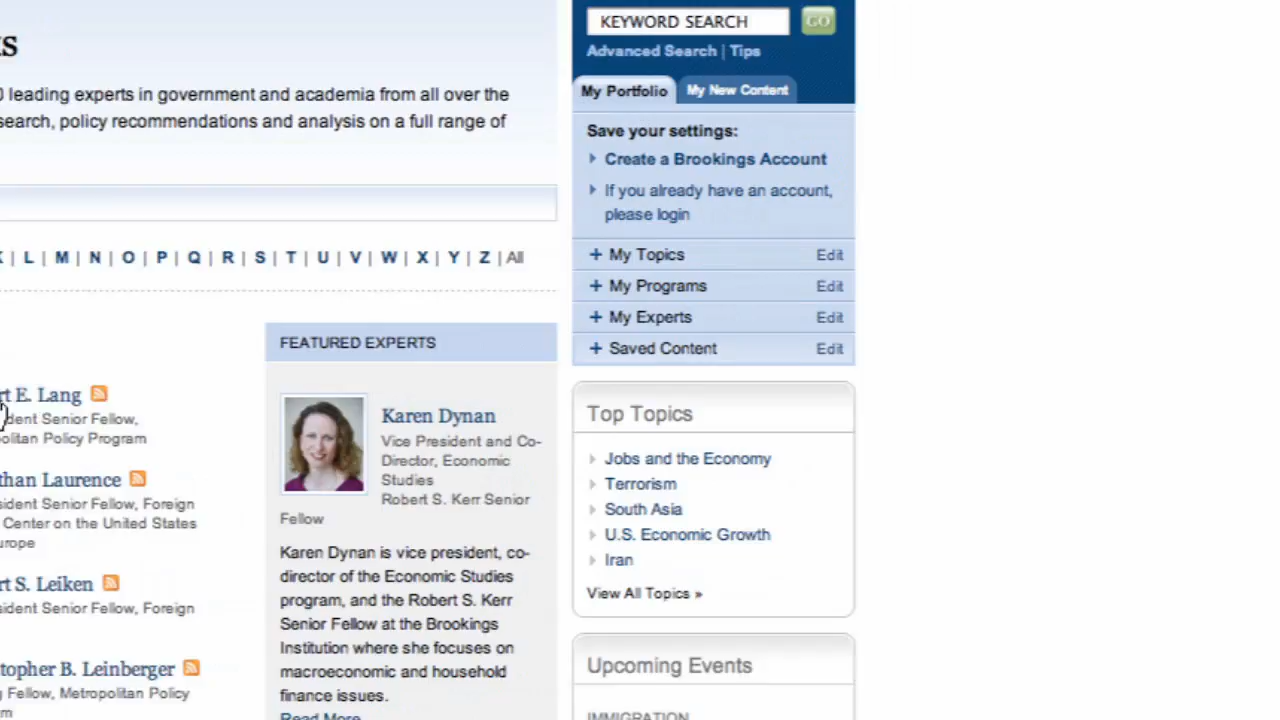 KEYWORD SEARCH GO
Advanced Search | Tips
My Portfolio My New Content
0 leading experts in government and academia from all over the
search, policy recommendations and analysis on a full range of
Save your settings:
Create a Brookings Account
If you already have an account,
please login
L | M | N | O | P | Q | R | S | T | U | V | W | X | Y | Z | All
+ My Topics Edit
+ My Programs Edit
+ My Experts Edit
+ Saved Content Edit
E. Lang
Senior Fellow,
Policy Program
Laurence
Senior Fellow, Foreign
Center on the United States
S. Leiken
Senior Fellow, Foreign
B. Leinberger
Fellow, Metropolitan Policy
FEATURED EXPERTS
Karen Dynan
Vice President and Co-
Director, Economic
Studies
Robert S. Kerr Senior
Fellow
Karen Dynan is vice president, co-
director of the Economic Studies
program, and the Robert S. Kerr
Senior Fellow at the Brookings
Institution where she focuses on
macroeconomic and household
finance issues.
Read More
Top Topics
Jobs and the Economy
Terrorism
South Asia
U.S. Economic Growth
Iran
View All Topics »
Upcoming Events
IMMIGRATION